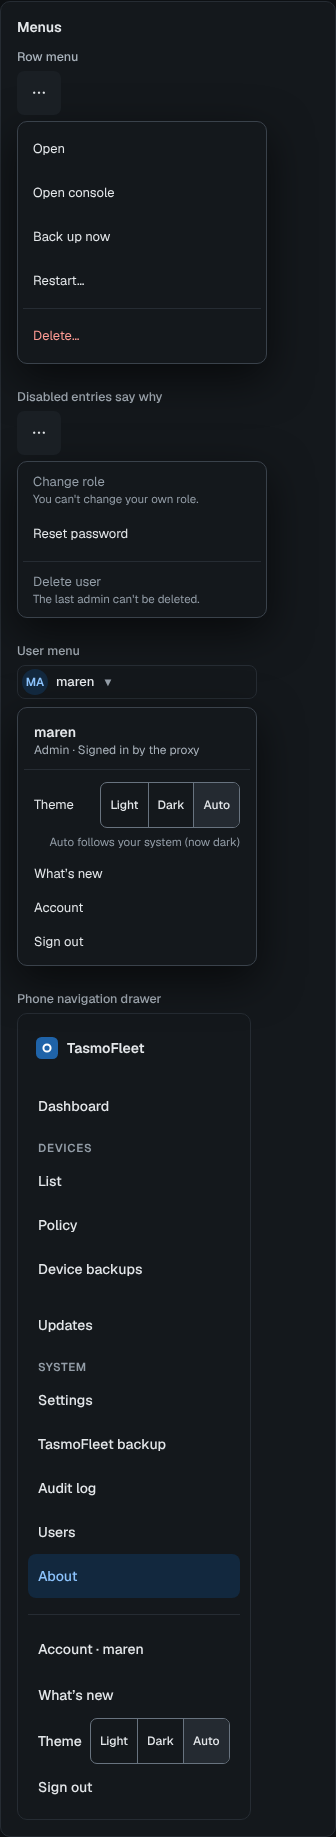 Menus
Row menu
...
Open
Open console
Back up now
Restart...
Delete...
Disabled entries say why
...
Change role
You can't change your own role.
Reset password
Delete user
The last admin can't be deleted.
User menu
MA maren ▼
maren
Admin · Signed in by the proxy
Theme Light Dark Auto
Auto follows your system (now dark)
What's new
Account
Sign out
Phone navigation drawer
TasmoFleet
Dashboard
DEVICES
List
Policy
Device backups
Updates
SYSTEM
Settings
TasmoFleet backup
Audit log
Users
About
Account · maren
What's new
Theme Light Dark Auto
Sign out